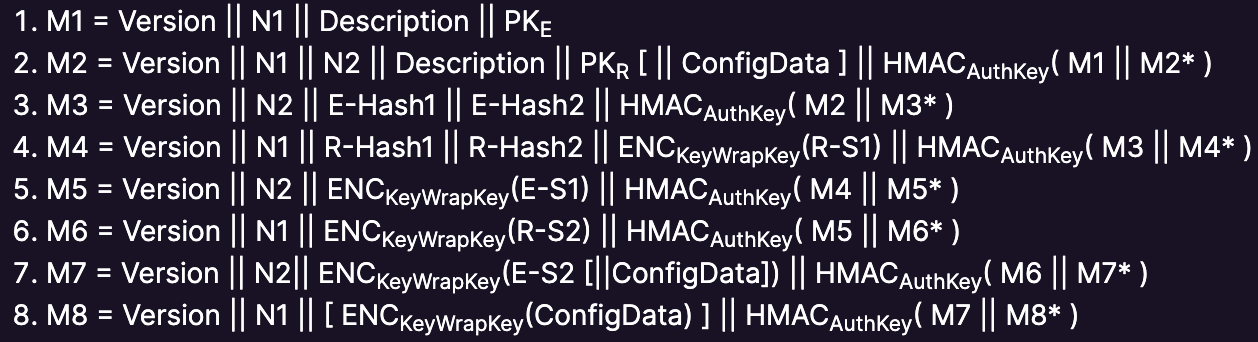 1. M1 = Version || N1 || Description || PKE
2. M2 = Version || N1 || N2 || Description || PKR [ || ConfigData ] || HMACAuthKey( M1 || M2* )
3. M3 = Version || N2 || E-Hash1 || E-Hash2 || HMACAuthKey( M2 || M3* )
4. M4 = Version || N1 || R-Hash1 || R-Hash2 || ENCKeyWrapKey(R-S1) || HMACAuthKey( M3 || M4* )
5. M5 = Version || N2 || ENCKeyWrapKey(E-S1) || HMACAuthKey( M4 || M5* )
6. M6 = Version || N1 || ENCKeyWrapKey(R-S2) || HMACAuthKey( M5 || M6* )
7. M7 = Version || N2|| ENCKeyWrapKey(E-S2 [||ConfigData]) || HMACAuthKey( M6 || M7* )
8. M8 = Version || N1 || [ ENCKeyWrapKey(ConfigData) ] || HMACAuthKey( M7 || M8* )